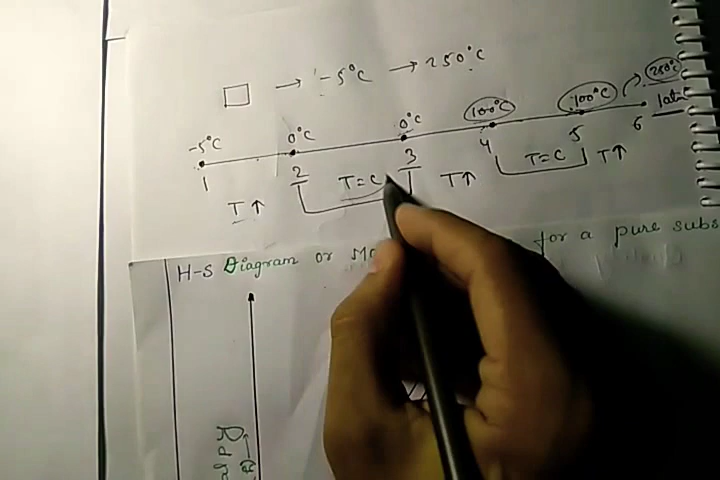 → -5°C → 250°C
-5°C 0°C 0°C 100°C 100°C 250°C
1 2 3 4 5 6 1atm
T↑ T=C T↑ T=C T↑
H-S Diagram or for a pure subs